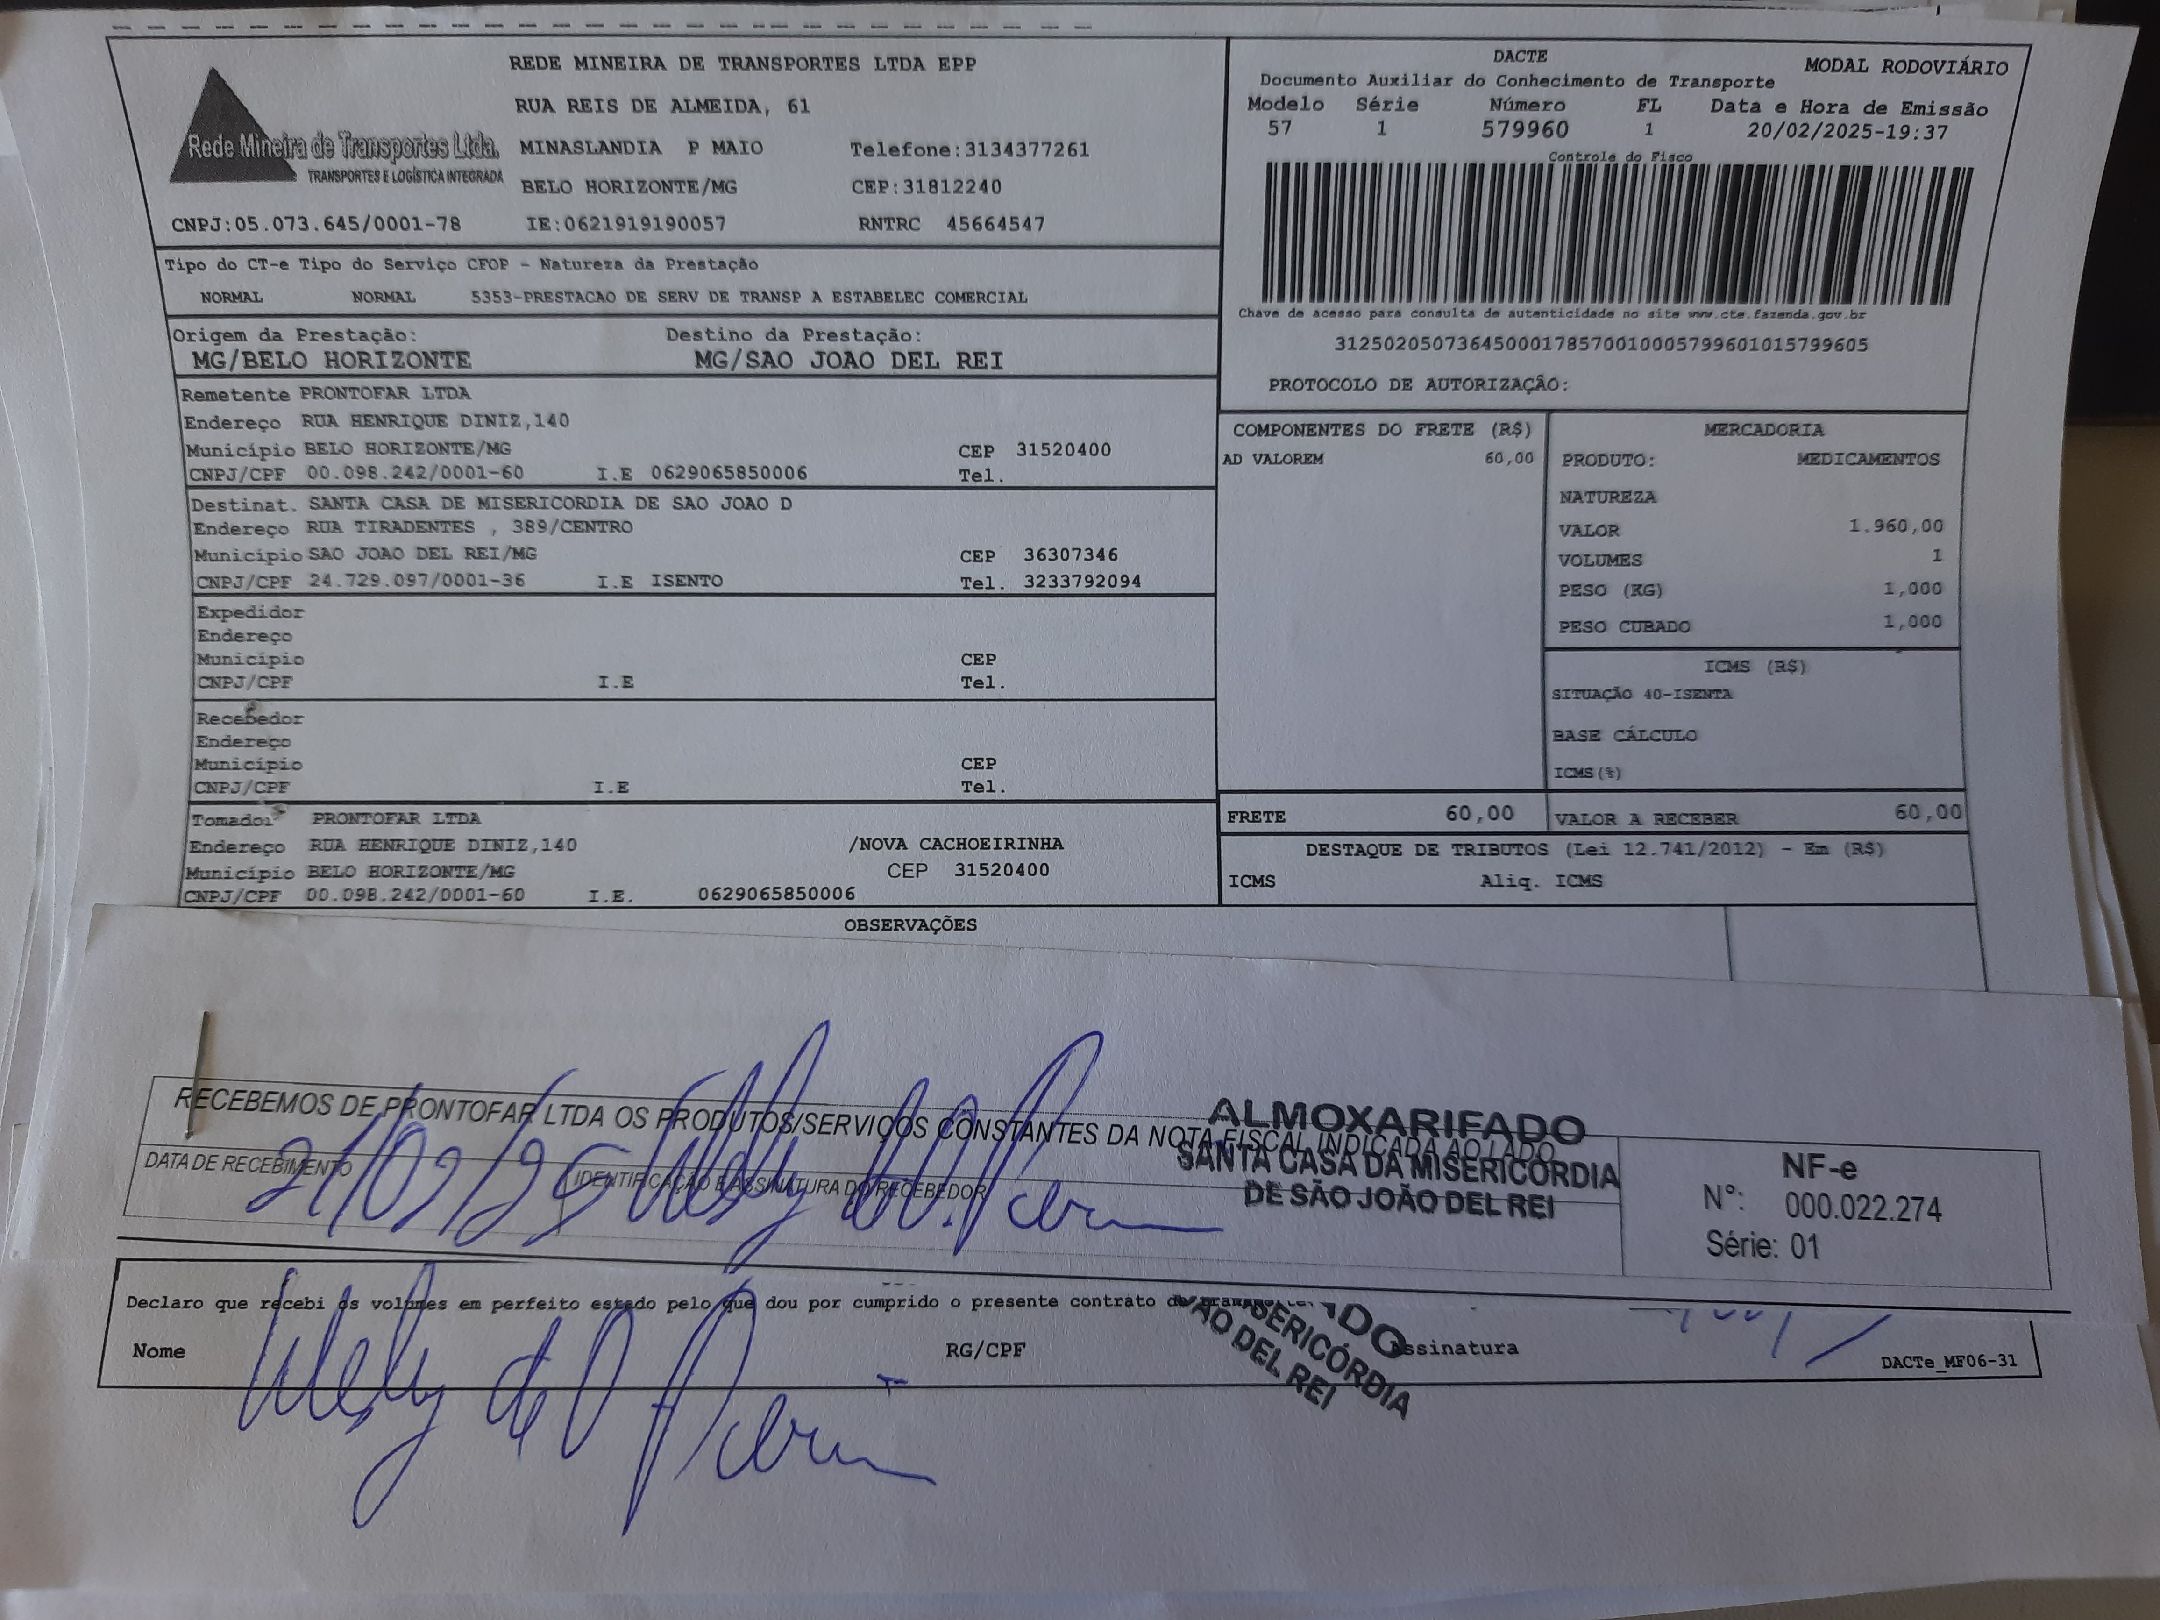 REDE MINEIRA DE TRANSPORTES LTDA EPP
RUA REIS DE ALMEIDA, 61
MINASLANDIA P MAIO Telefone:3134377261
BELO HORIZONTE/MG CEP:31812240
Rede Mineira de Transportes Ltda.
TRANSPORTES E LOGÍSTICA INTEGRADA
CNPJ:05.073.645/0001-78 IE:0621919190057 RNTRC 45664547
DACTE
MODAL RODOVIÁRIO
Documento Auxiliar do Conhecimento de Transporte
Modelo Série Número FL Data e Hora de Emissão
57 1 579960 1 20/02/2025-19:37
Controle do Fisco
Chave de acesso para consulta de autenticidade no site www.cte.fazenda.gov.br
31250205073645000178570010005799601015799605
PROTOCOLO DE AUTORIZAÇÃO:
Tipo do CT-e Tipo do Serviço CFOP - Natureza da Prestação
NORMAL NORMAL 5353-PRESTACAO DE SERV DE TRANSP A ESTABELEC COMERCIAL
Origem da Prestação: Destino da Prestação:
MG/BELO HORIZONTE MG/SAO JOAO DEL REI
Remetente PRONTOFAR LTDA
Endereço RUA HENRIQUE DINIZ,140
Município BELO HORIZONTE/MG CEP 31520400
CNPJ/CPF 00.098.242/0001-60 I.E 0629065850006 Tel.
Destinat. SANTA CASA DE MISERICORDIA DE SAO JOAO D
Endereço RUA TIRADENTES , 389/CENTRO
Município SAO JOAO DEL REI/MG CEP 36307346
CNPJ/CPF 24.729.097/0001-36 I.E ISENTO Tel. 3233792094
Expedidor
Endereço
Município CEP
CNPJ/CPF I.E Tel.
Recebedor
Endereço
Município CEP
CNPJ/CPF I.E Tel.
Tomador PRONTOFAR LTDA
Endereço RUA HENRIQUE DINIZ,140 /NOVA CACHOEIRINHA
Município BELO HORIZONTE/MG CEP 31520400
CNPJ/CPF 00.098.242/0001-60 I.E. 0629065850006
COMPONENTES DO FRETE (R$)
AD VALOREM 60,00
MERCADORIA
PRODUTO: MEDICAMENTOS
NATUREZA
VALOR 1.960,00
VOLUMES 1
PESO (KG) 1,000
PESO CUBADO 1,000
ICMS (R$)
SITUAÇÃO 40-ISENTA
BASE CÁLCULO
ICMS(%)
FRETE 60,00 VALOR A RECEBER 60,00
DESTAQUE DE TRIBUTOS (Lei 12.741/2012) - Em (R$)
ICMS Aliq. ICMS
OBSERVAÇÕES
RECEBEMOS DE PRONTOFAR LTDA OS PRODUTOS/SERVIÇOS CONSTANTES DA NOTA FISCAL INDICADA AO LADO
DATA DE RECEBIMENTO IDENTIFICAÇÃO E ASSINATURA DO RECEBEDOR
21/02/25
ALMOXARIFADO
SANTA CASA DA MISERICÓRDIA
DE SÃO JOÃO DEL REI
NF-e
Nº: 000.022.274
Série: 01
Declaro que recebi os volumes em perfeito estado pelo que dou por cumprido o presente contrato de
Nome RG/CPF Assinatura
DEL REI
DACTe_MF06-31